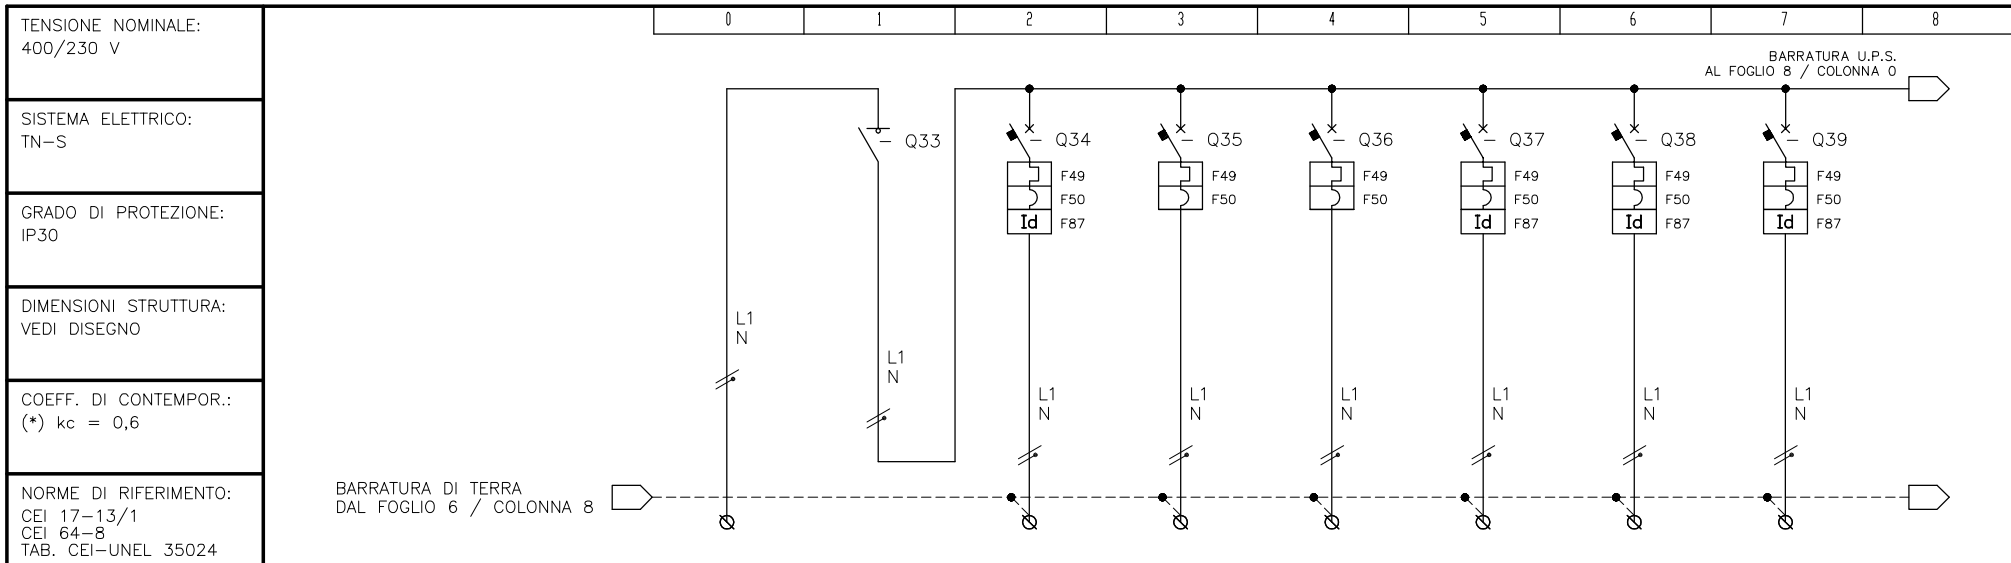 TENSIONE NOMINALE:
400/230 V
SISTEMA ELETTRICO:
TN-S
GRADO DI PROTEZIONE:
IP30
DIMENSIONI STRUTTURA:
VEDI DISEGNO
COEFF. DI CONTEMPOR.:
(*) kc = 0,6
NORME DI RIFERIMENTO:
CEI 17-13/1
CEI 64-8
TAB. CEI-UNEL 35024
0 1 2 3 4 5 6 7 8
BARRATURA U.P.S.
AL FOGLIO 8 / COLONNA 0
Q33 Q34 Q35 Q36 Q37 Q38 Q39
F49 F49 F49 F49 F49 F49
F50 F50 F50 F50 F50 F50
Id F87 Id F87 Id F87 Id F87
L1
N
L1
N
L1 L1 L1 L1 L1 L1
N N N N N N
BARRATURA DI TERRA
DAL FOGLIO 6 / COLONNA 8